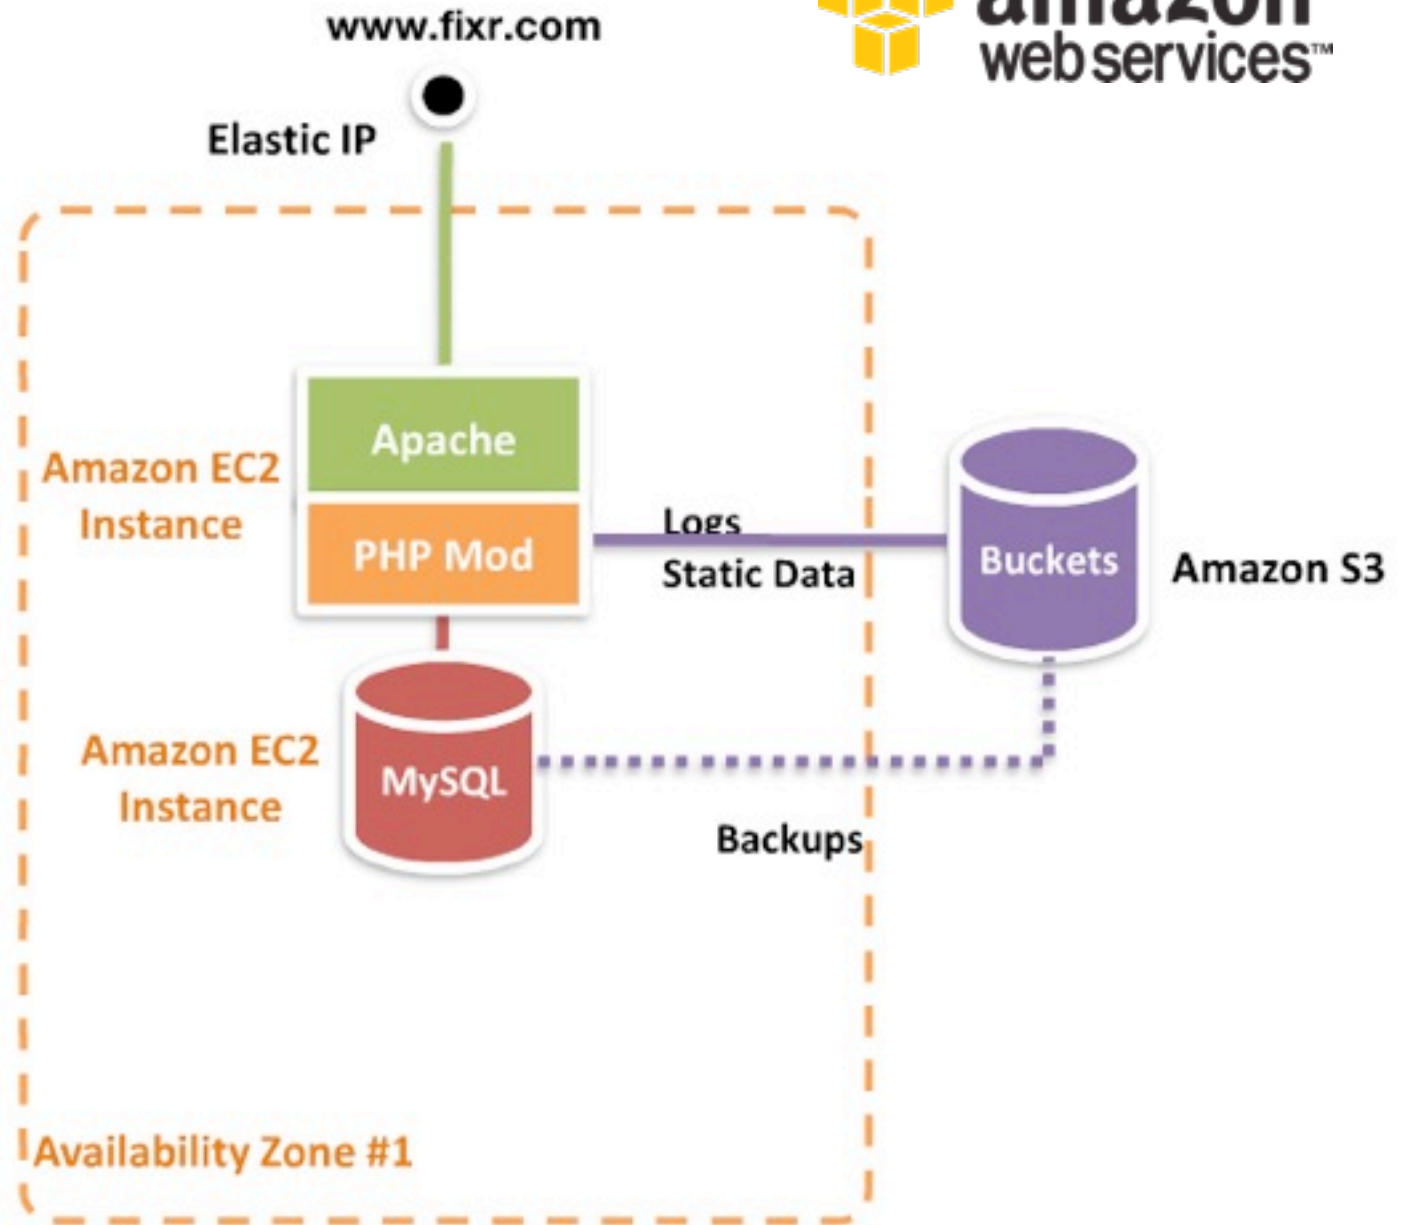 www.fixr.com
amazon
web services™
Elastic IP
Apache
Amazon EC2
Instance
PHP Mod
Logs
Static Data
Buckets
Amazon S3
Amazon EC2
Instance
MySQL
Backups
Availability Zone #1